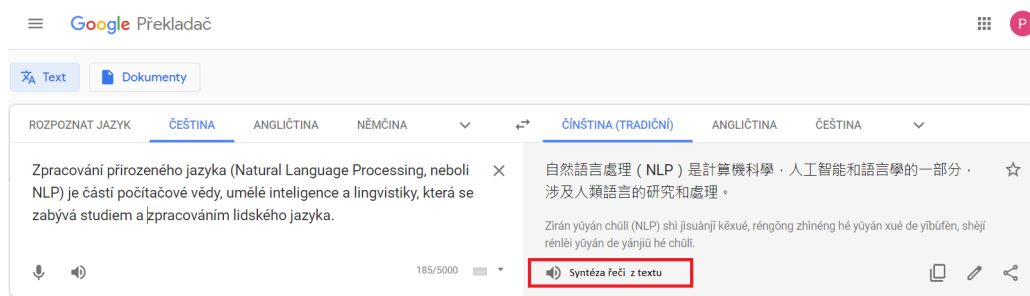 Google Překladač
P
Text
Dokumenty
ROZPOZNAT JAZYK ČEŠTINA ANGLIČTINA NĚMČINA
ČÍNŠTINA (TRADIČNÍ) ANGLIČTINA ČEŠTINA
Zpracování přirozeného jazyka (Natural Language Processing, neboli
NLP) je částí počítačové vědy, umělé inteligence a lingvistiky, která se
zabývá studiem a zpracováním lidského jazyka.
185/5000
自然語言處理(NLP)是計算機科學,人工智能和語言學的一部分,
涉及人類語言的研究和處理。
Zìrán yǔyán chǔlǐ (NLP) shì jìsuànjī kēxué, réngōng zhìnéng hé yǔyán xué de yībùfèn, shèjí
rénlèi yǔyán de yánjiū hé chǔlǐ.
Syntéza řeči z textu